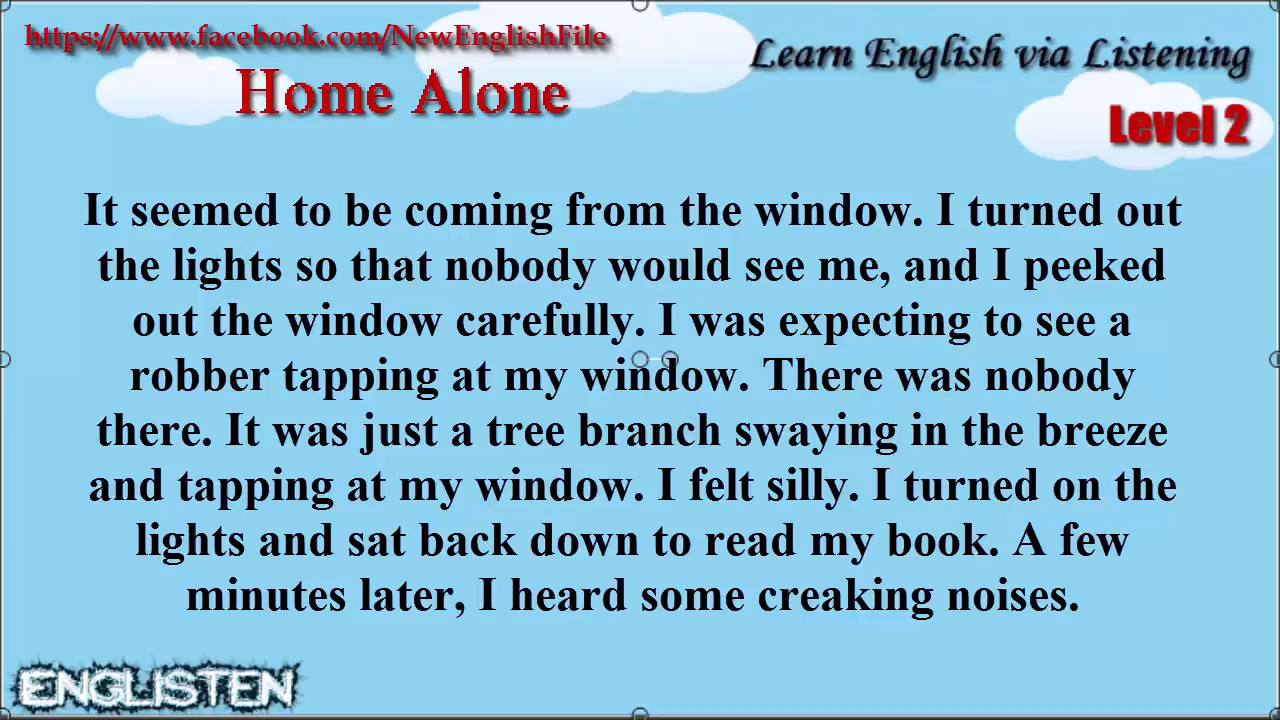 https://www.facebook.com/NewEnglishFile
Learn English via Listening
Home Alone
Level 2
It seemed to be coming from the window. I turned out
the lights so that nobody would see me, and I peeked
out the window carefully. I was expecting to see a
robber tapping at my window. There was nobody
there. It was just a tree branch swaying in the breeze
and tapping at my window. I felt silly. I turned on the
lights and sat back down to read my book. A few
minutes later, I heard some creaking noises.
ENGLISTEN